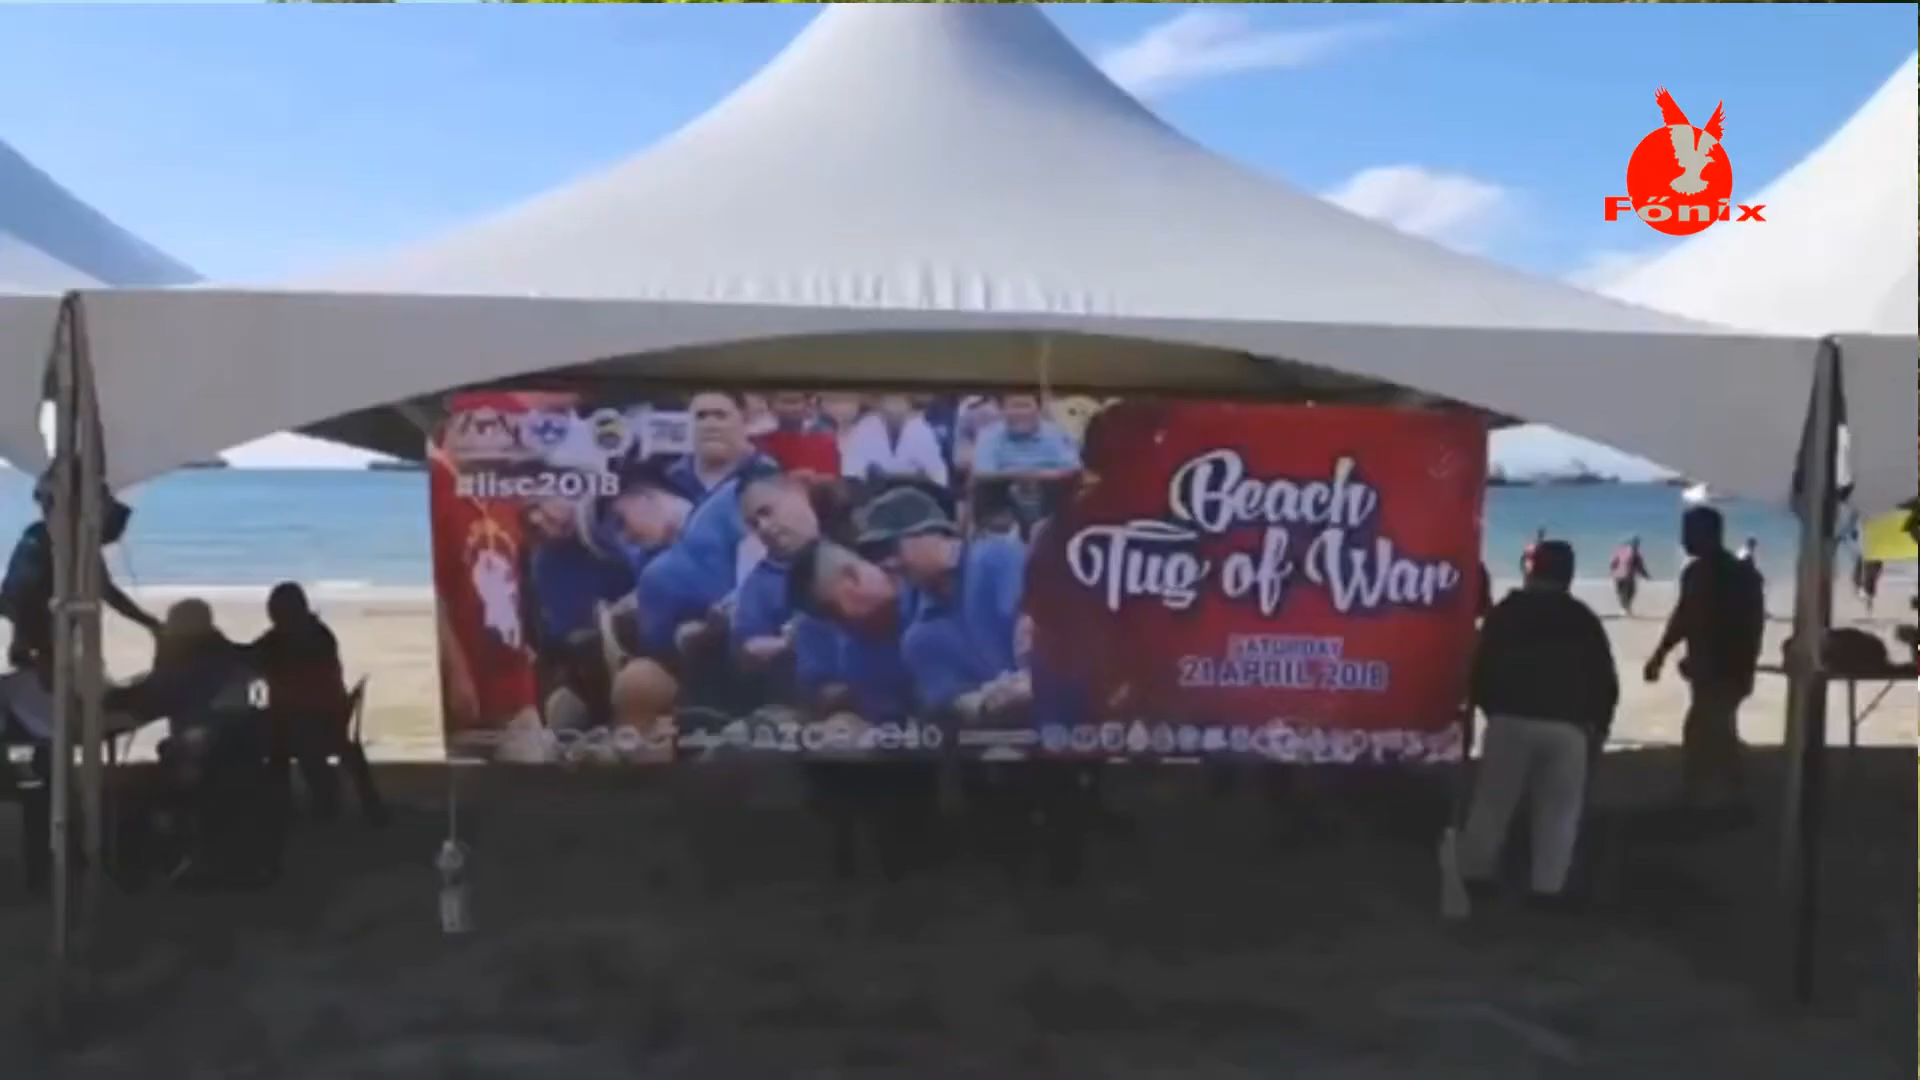 Főnix
#lisc2018
Beach
Tug of War
SATURDAY
21 APRIL 2018